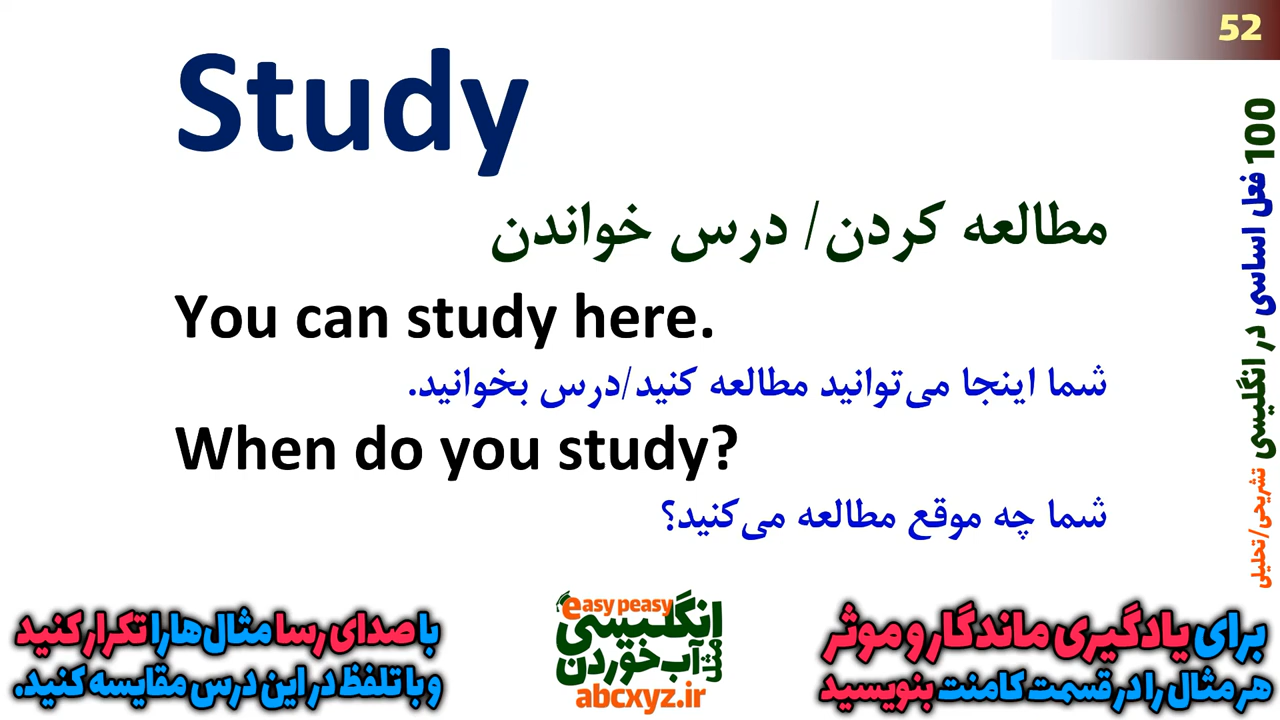 52
Study
مطالعه کردن/ درس خواندن
You can study here.
شما اینجا می‌توانید مطالعه کنید/درس بخوانید.
When do you study?
شما چه موقع مطالعه می‌کنید؟
100 فعل اساسی در انگلیسی تشریحی/تحلیلی
با صدای رسا مثال‌ها را تکرار کنید
و با تلفظ در این درس مقایسه کنید.
easy peasy
انگلیسی
مثل
آب خوردن
abcxyz.ir
برای یادگیری ماندگار و موثر
هر مثال را در قسمت کامنت بنویسید